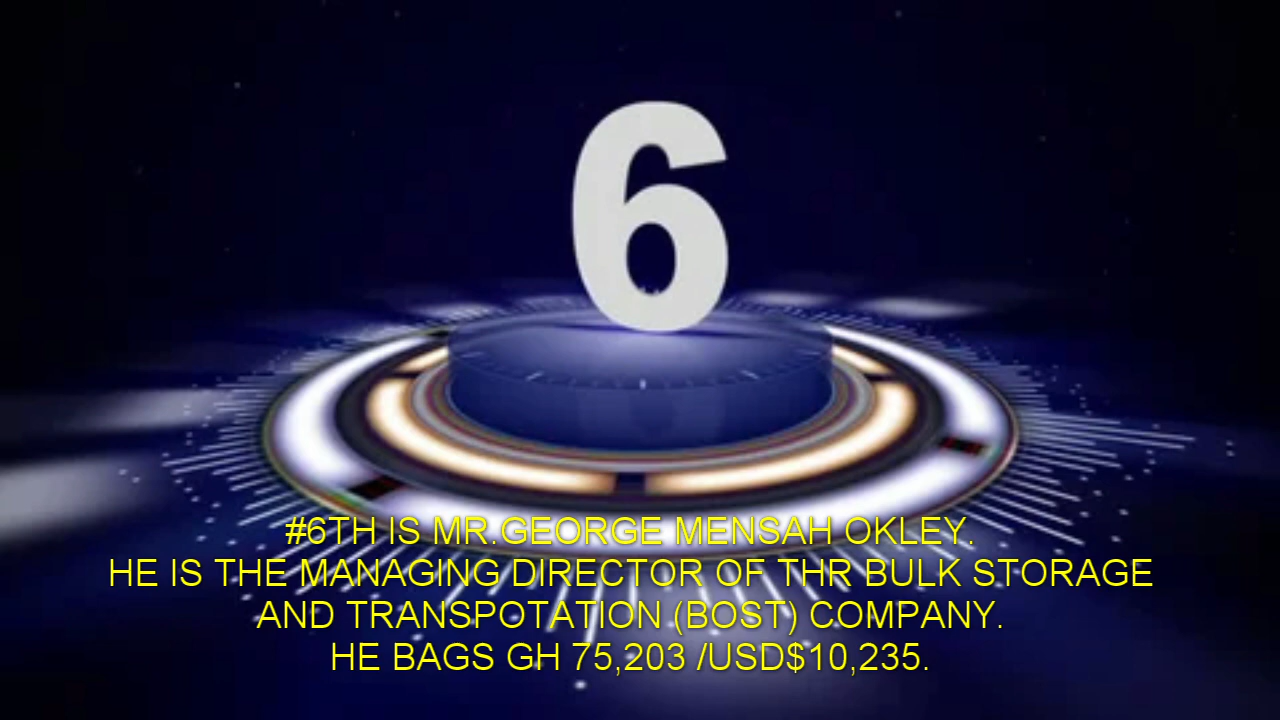 6
#6TH IS MR.GEORGE MENSAH OKLEY.
HE IS THE MANAGING DIRECTOR OF THR BULK STORAGE
AND TRANSPOTATION (BOST) COMPANY.
HE BAGS GH 75,203 /USD$10,235.